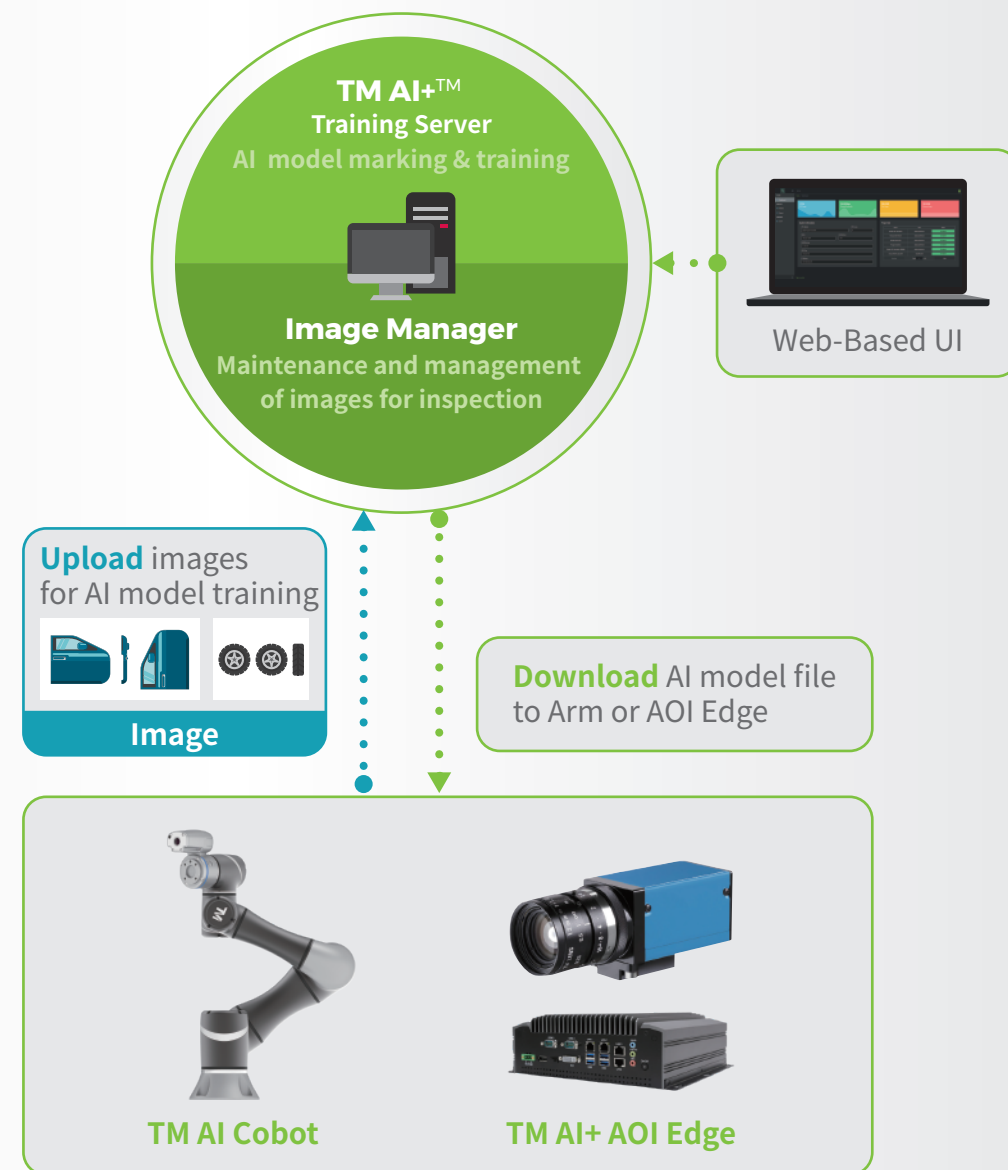 TM AI+™
Training Server
AI model marking & training
Image Manager
Maintenance and management
of images for inspection
Web-Based UI
Upload images
for AI model training
Image
Download AI model file
to Arm or AOI Edge
TM
TM AI Cobot
TM AI+ AOI Edge